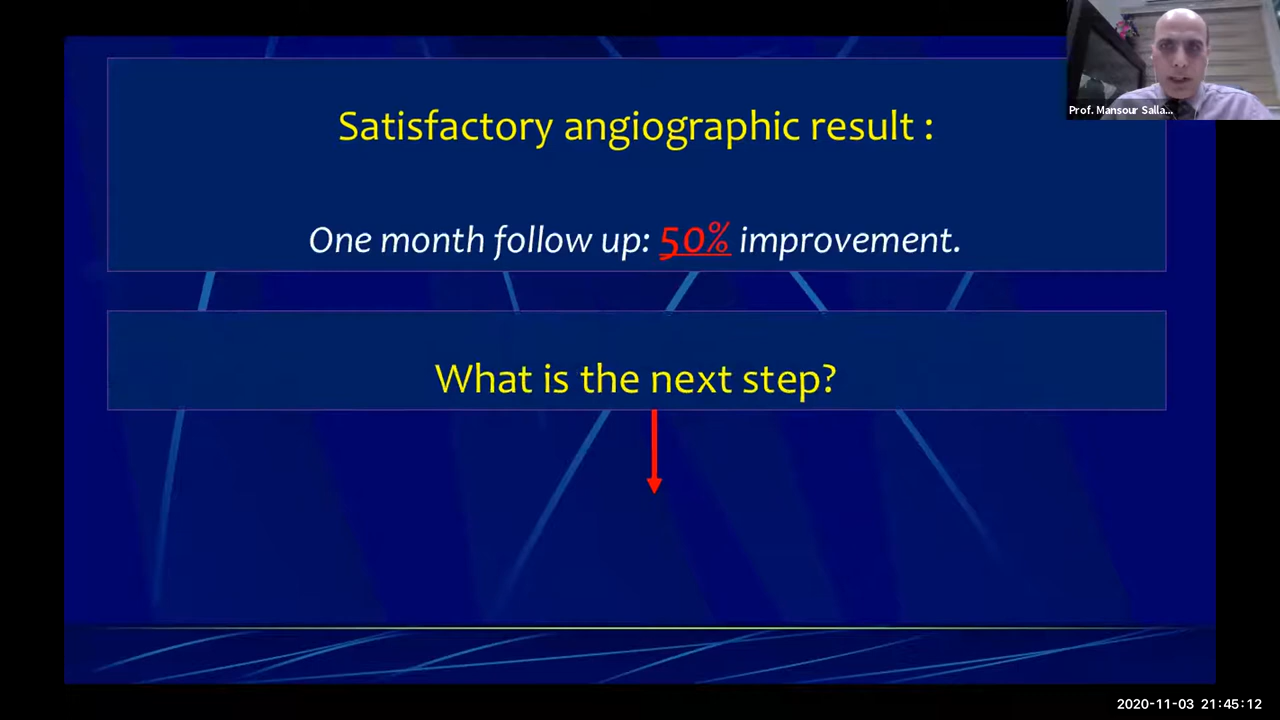 Prof. Mansour Salla...
Satisfactory angiographic result :
One month follow up: 50% improvement.
What is the next step?
2020-11-03 21:45:12